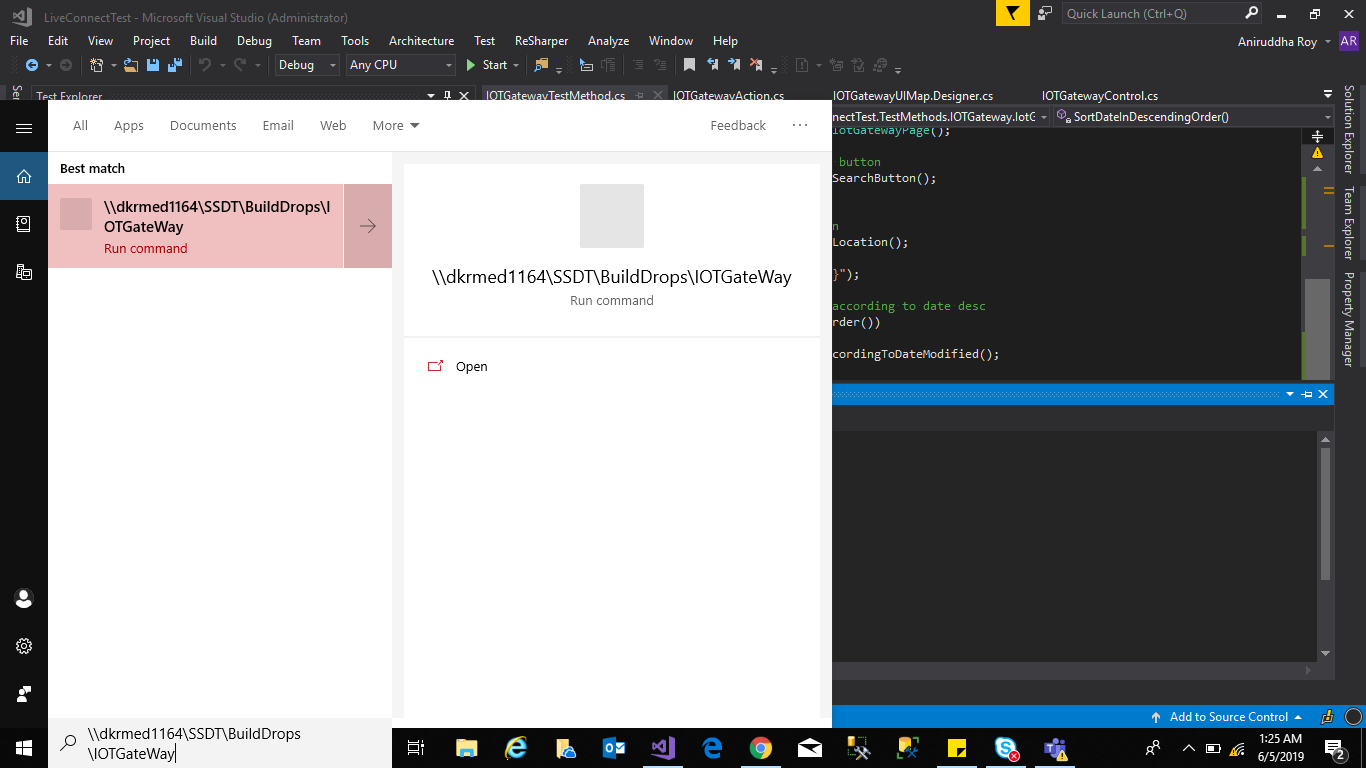 LiveConnectTest - Microsoft Visual Studio (Administrator)
Quick Launch (Ctrl+Q)
File Edit View Project Build Debug Team Tools Architecture Test ReSharper Analyze Window Help
Aniruddha Roy AR
Debug Any CPU Start
Test Explorer
IOTGatewayTestMethod.cs IOTGatewayAction.cs IOTGatewayUIMap.Designer.cs IOTGatewayControl.cs
nnectTest.TestMethods.IOTGateway.IotG SortDateInDescendingOrder()
Solution Explorer
Team Explorer
Property Manager
All Apps Documents Email Web More Feedback
Best match
\\dkrmed1164\SSDT\BuildDrops\I
OTGateWay
Run command
\\dkrmed1164\SSDT\BuildDrops\IOTGateWay
Run command
Open
IotGatewayPage();
button
SearchButton();
n
Location();
}");
according to date desc
rder())
cordingToDateModified();
Add to Source Control
\\dkrmed1164\SSDT\BuildDrops
\IOTGateWay
1:25 AM
6/5/2019
2